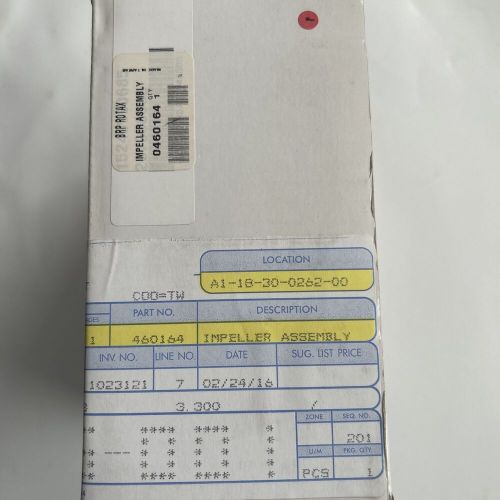 BRP ROTAX
IMPELLER ASSEMBLY
QTY
0460164 1
LOCATION
A1-18-30-0262-00
COO=TW
PART NO.
DESCRIPTION
1 460164 IMPELLER ASSEMBLY
INV. NO. LINE NO. DATE SUG. LIST PRICE
1023121 7 02/24/16
3.300 /
ZONE SEQ. NO.
201
U/M PKG. QTY.
PCS 1